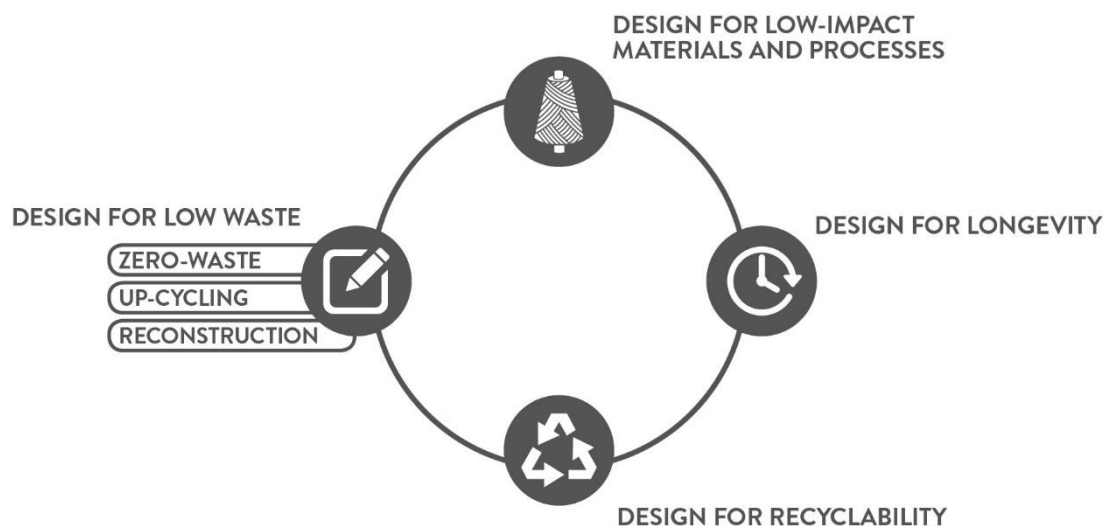 DESIGN FOR LOW-IMPACT
MATERIALS AND PROCESSES
DESIGN FOR LOW WASTE
ZERO-WASTE
UP-CYCLING
RECONSTRUCTION
DESIGN FOR LONGEVITY
DESIGN FOR RECYCLABILITY